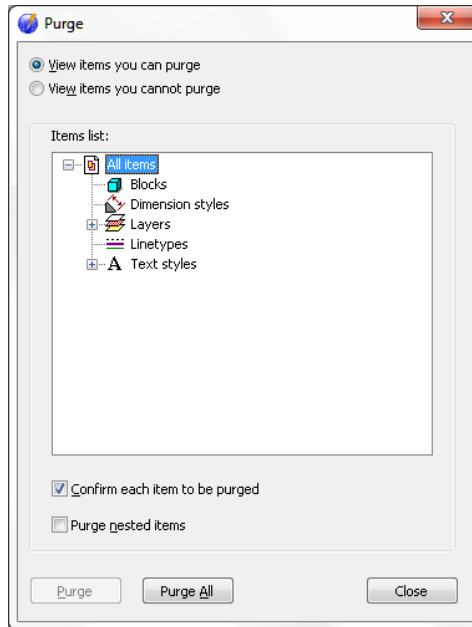 Purge
View items you can purge
View items you cannot purge
Items list:
All items
Blocks
Dimension styles
Layers
Linetypes
A Text styles
Confirm each item to be purged
Purge nested items
Purge Purge All Close